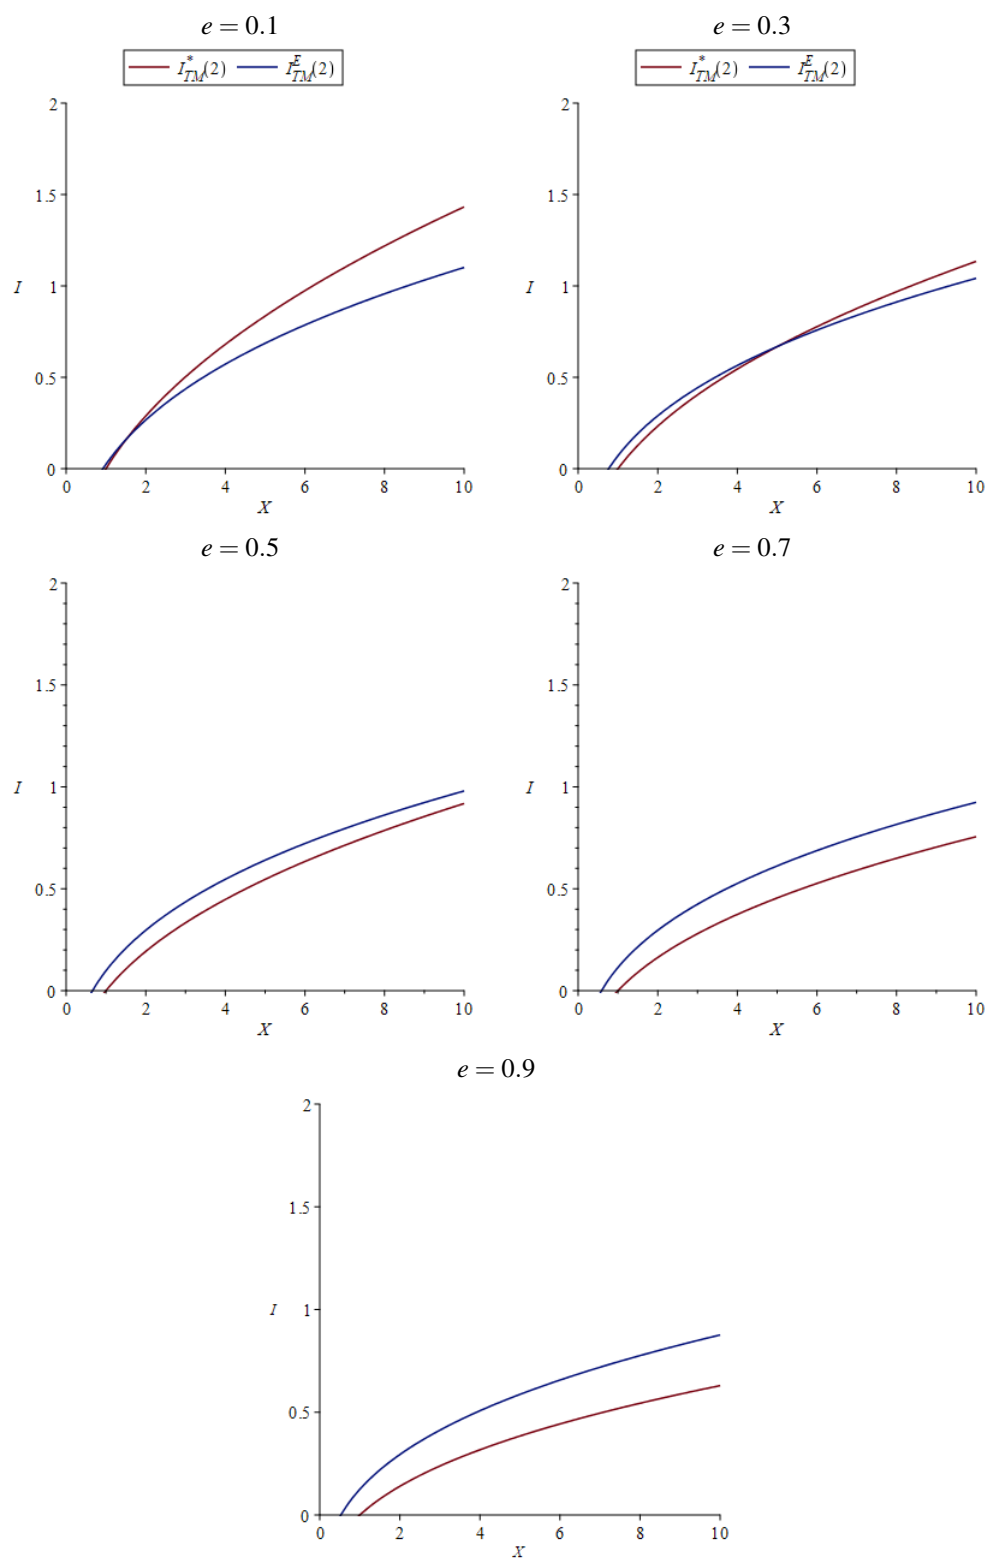 e = 0.1 e = 0.3
I*TM(2) IETM(2) I*TM(2) IETM(2)
2 2
1.5 1.5
I 1 I 1
0.5 0.5
0 0
0 2 4 6 8 10 0 2 4 6 8 10
X X
e = 0.5 e = 0.7
2 2
1.5 1.5
I 1 I 1
0.5 0.5
0 0
0 2 4 6 8 10 0 2 4 6 8 10
X X
e = 0.9
2
1.5
I 1
0.5
0
0 2 4 6 8 10
X